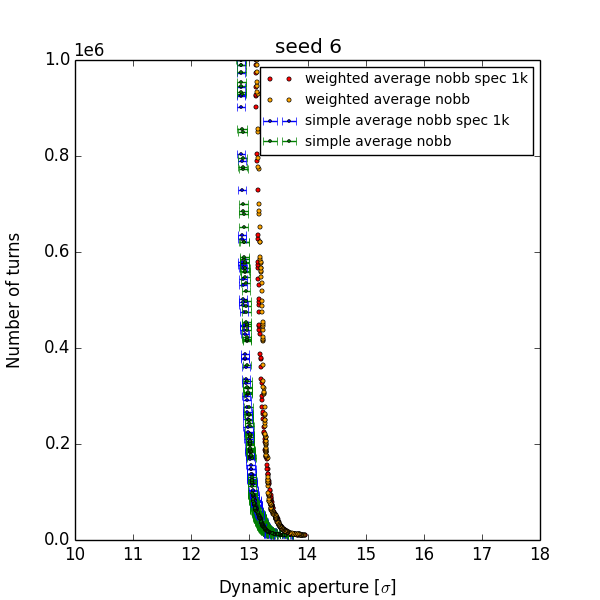 seed 6
1e6
1.0
0.8
0.6
0.4
0.2
0.0
Number of turns
weighted average nobb spec 1k
weighted average nobb
simple average nobb spec 1k
simple average nobb
10 11 12 13 14 15 16 17 18
Dynamic aperture [σ]